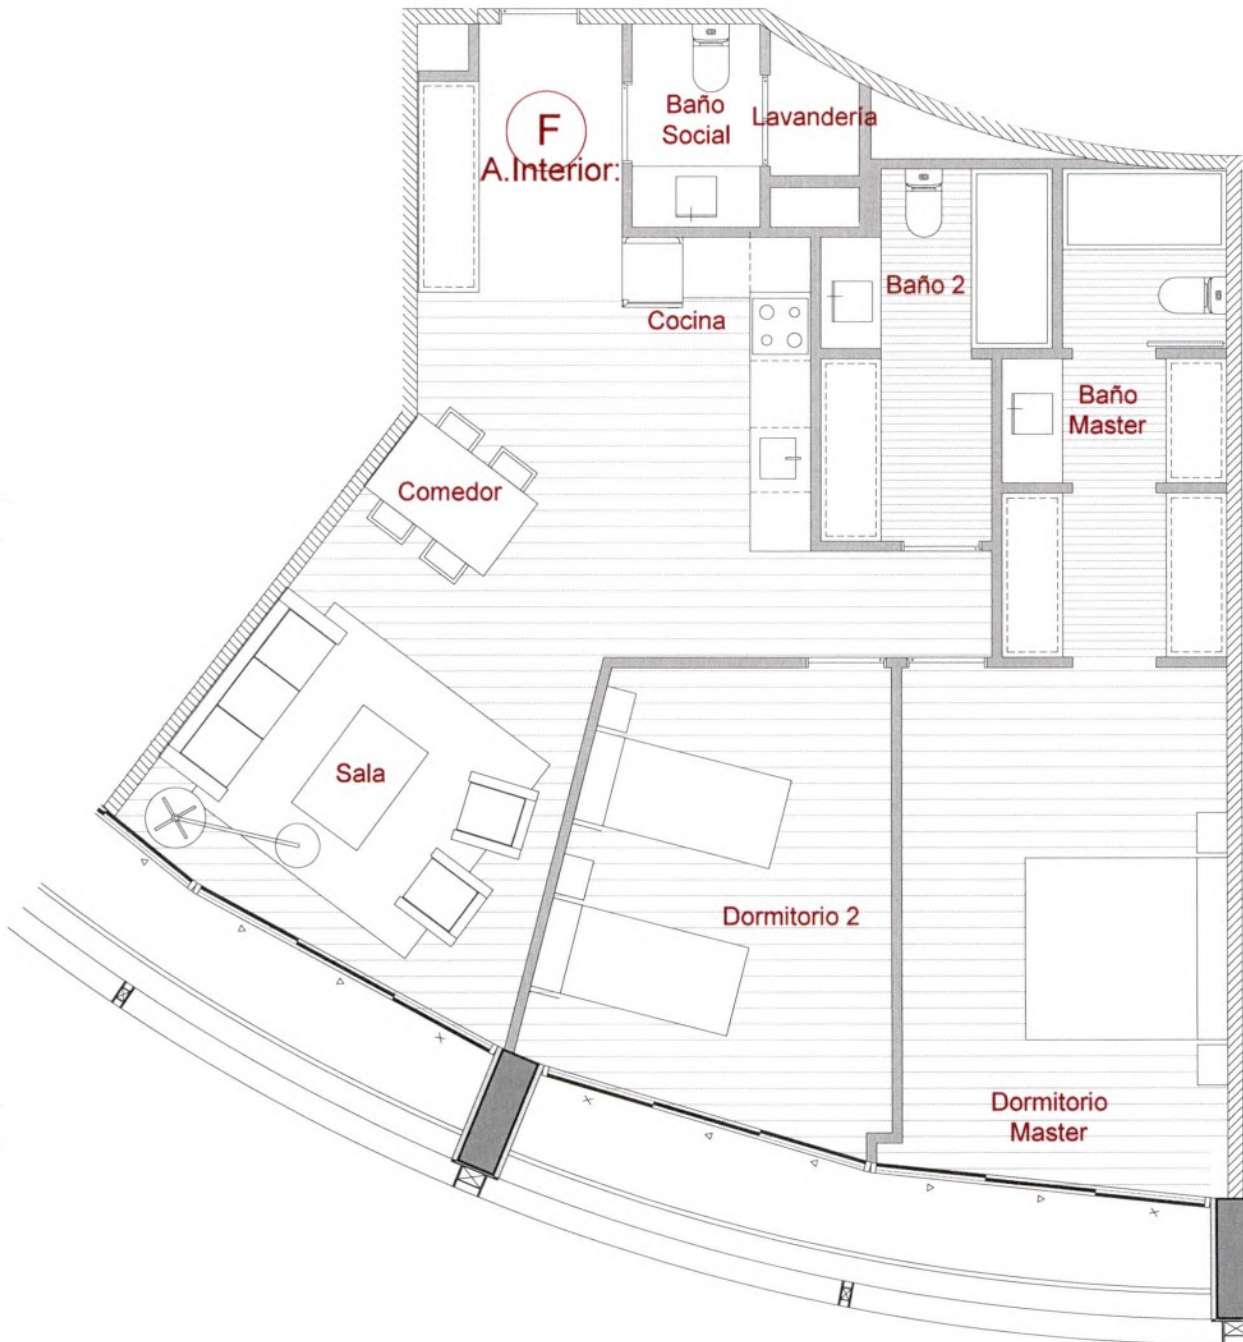 F
A.Interior:
Baño
Social
Lavandería
Baño 2
Cocina
Baño
Master
Comedor
Sala
Dormitorio 2
Dormitorio
Master